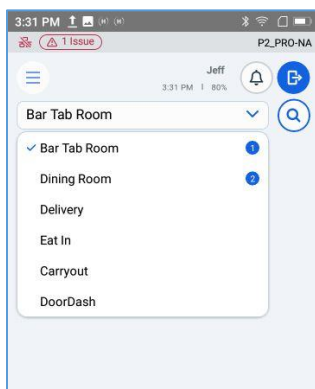 3:31 PM
1 Issue
P2_PRO-NA
Jeff
3:31 PM | 80%
Bar Tab Room
Bar Tab Room 1
Dining Room 2
Delivery
Eat In
Carryout
DoorDash